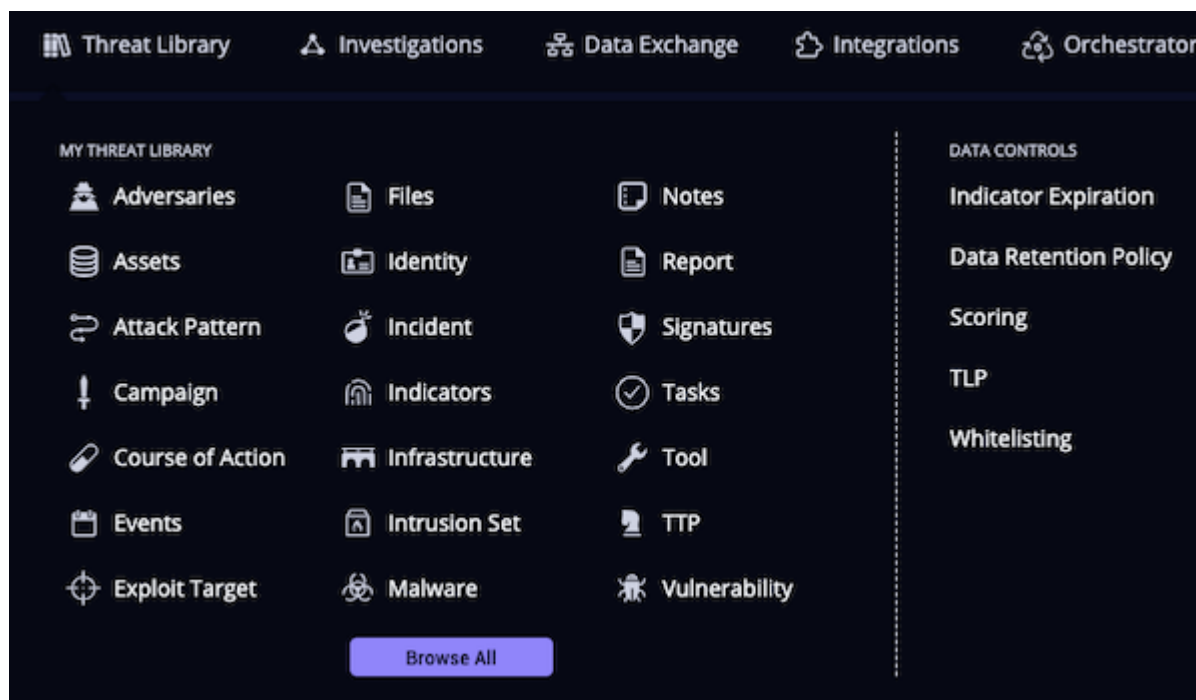 Threat Library Investigations Data Exchange Integrations Orchestrator
MY THREAT LIBRARY
Adversaries Files Notes
Assets Identity Report
Attack Pattern Incident Signatures
Campaign Indicators Tasks
Course of Action Infrastructure Tool
Events Intrusion Set TTP
Exploit Target Malware Vulnerability
Browse All
DATA CONTROLS
Indicator Expiration
Data Retention Policy
Scoring
TLP
Whitelisting